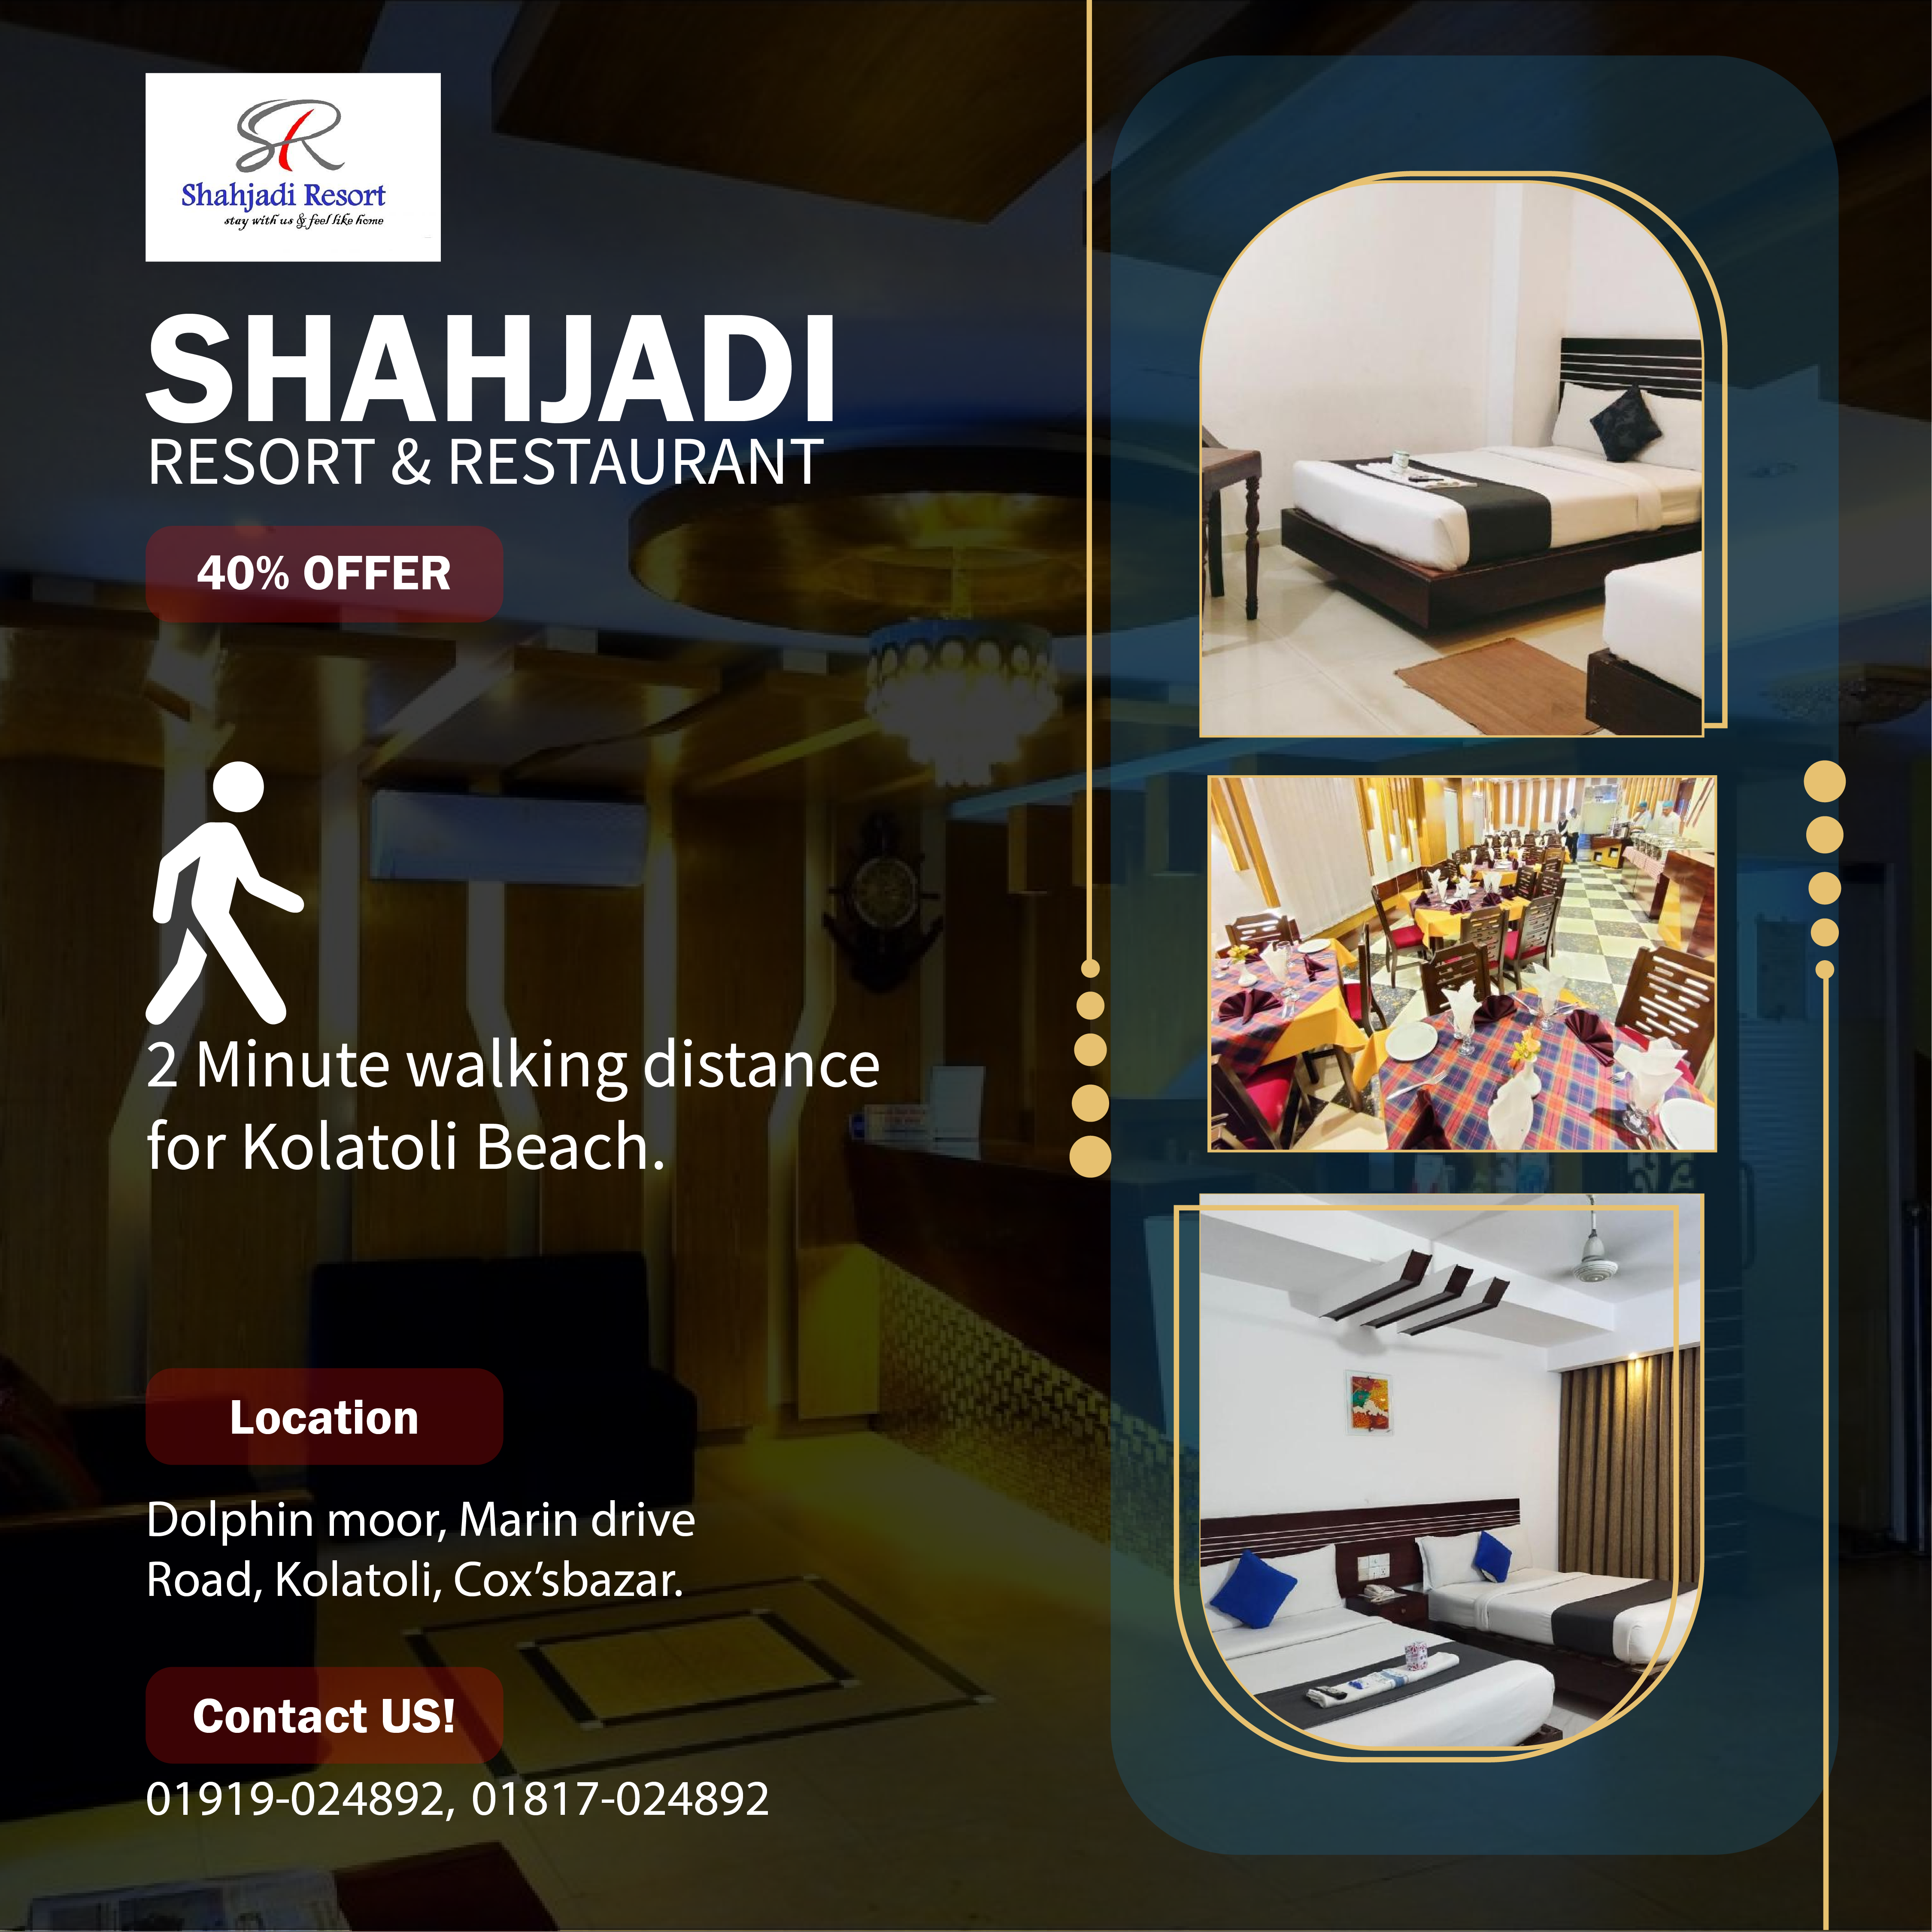 SR
Shahjadi Resort
stay with us & feel like home
SHAHJADI
RESORT & RESTAURANT
40% OFFER
2 Minute walking distance
for Kolatoli Beach.
Location
Dolphin moor, Marin drive
Road, Kolatoli, Cox’sbazar.
Contact US!
01919-024892, 01817-024892